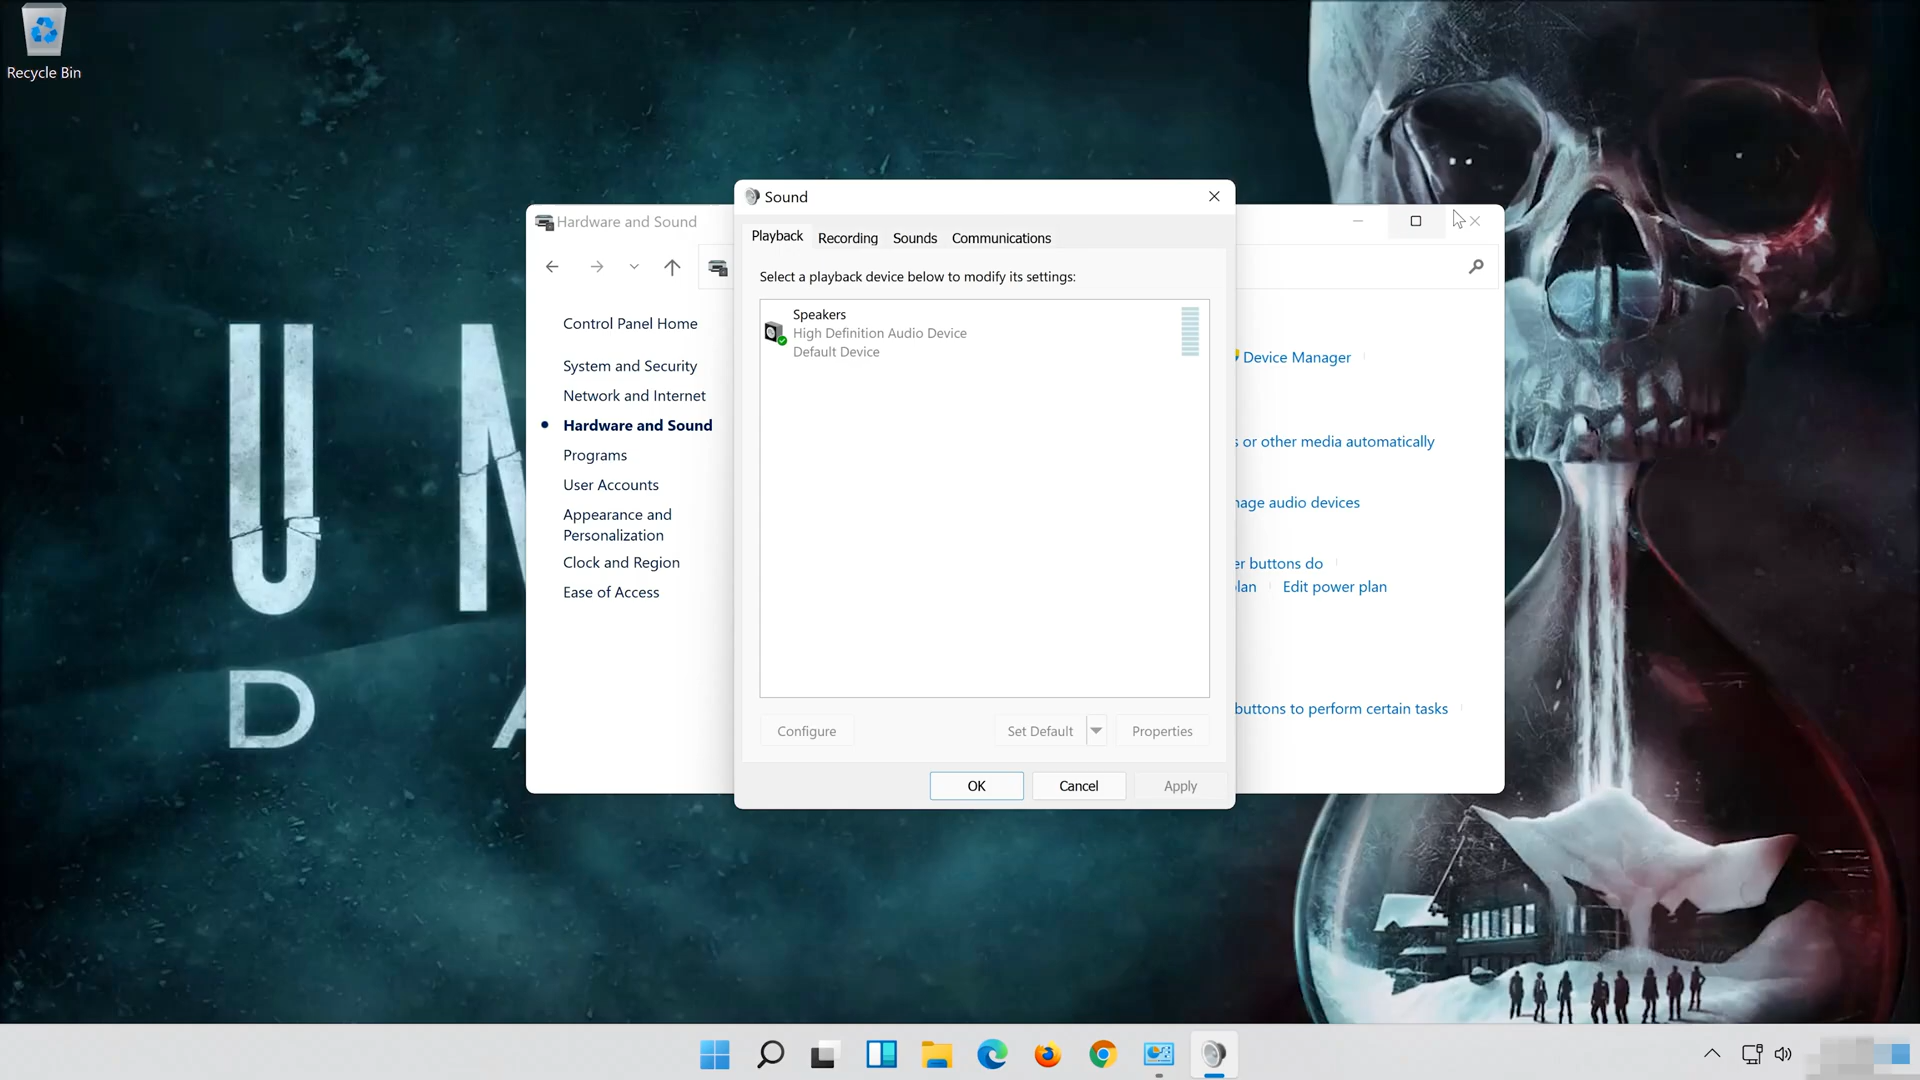 Recycle Bin
U N
D A
Hardware and Sound
Control Panel Home
System and Security
Network and Internet
Hardware and Sound
Programs
User Accounts
Appearance and
Personalization
Clock and Region
Ease of Access
Sound
Playback Recording Sounds Communications
Select a playback device below to modify its settings:
Speakers
High Definition Audio Device
Default Device
Configure Set Default Properties
OK Cancel Apply
Device Manager
or other media automatically
audio devices
buttons do
Edit power plan
buttons to perform certain tasks